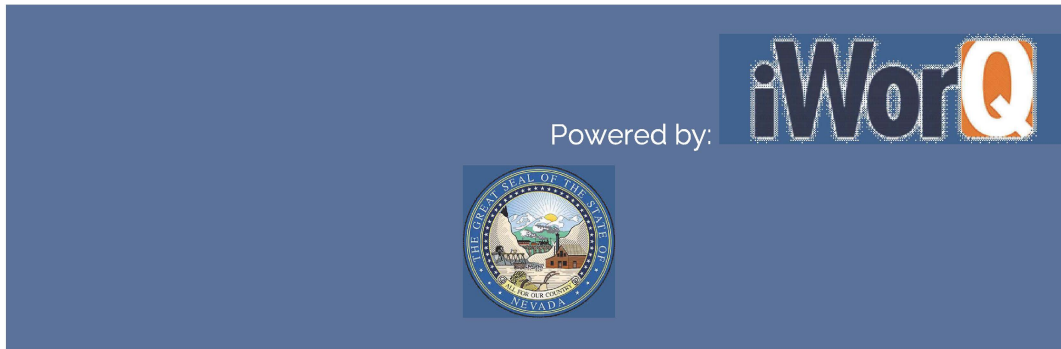 Powered by: iWorQ
THE GREAT SEAL OF THE STATE OF NEVADA
ALL FOR OUR COUNTRY